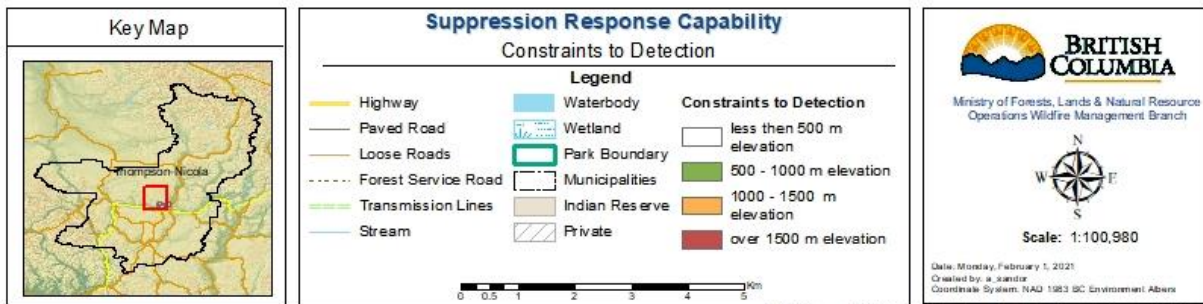 Key Map
Thompson-Nicola
Suppression Response Capability
Constraints to Detection
Legend
Highway
Paved Road
Loose Roads
Forest Service Road
Transmission Lines
Stream
Waterbody
Wetland
Park Boundary
Municipalities
Indian Reserve
Private
Constraints to Detection
less then 500 m
elevation
500 - 1000 m elevation
1000 - 1500 m
elevation
over 1500 m elevation
Km
0 0.5 1 2 3 4 5
BRITISH
COLUMBIA
Ministry of Forests, Lands & Natural Resource
Operations Wildfire Management Branch
N
W E
S
Scale: 1:100,980
Date: Monday, February 1, 2021
Created by: a_sandor
Coordinate System: NAD 1983 BC Environment Albers